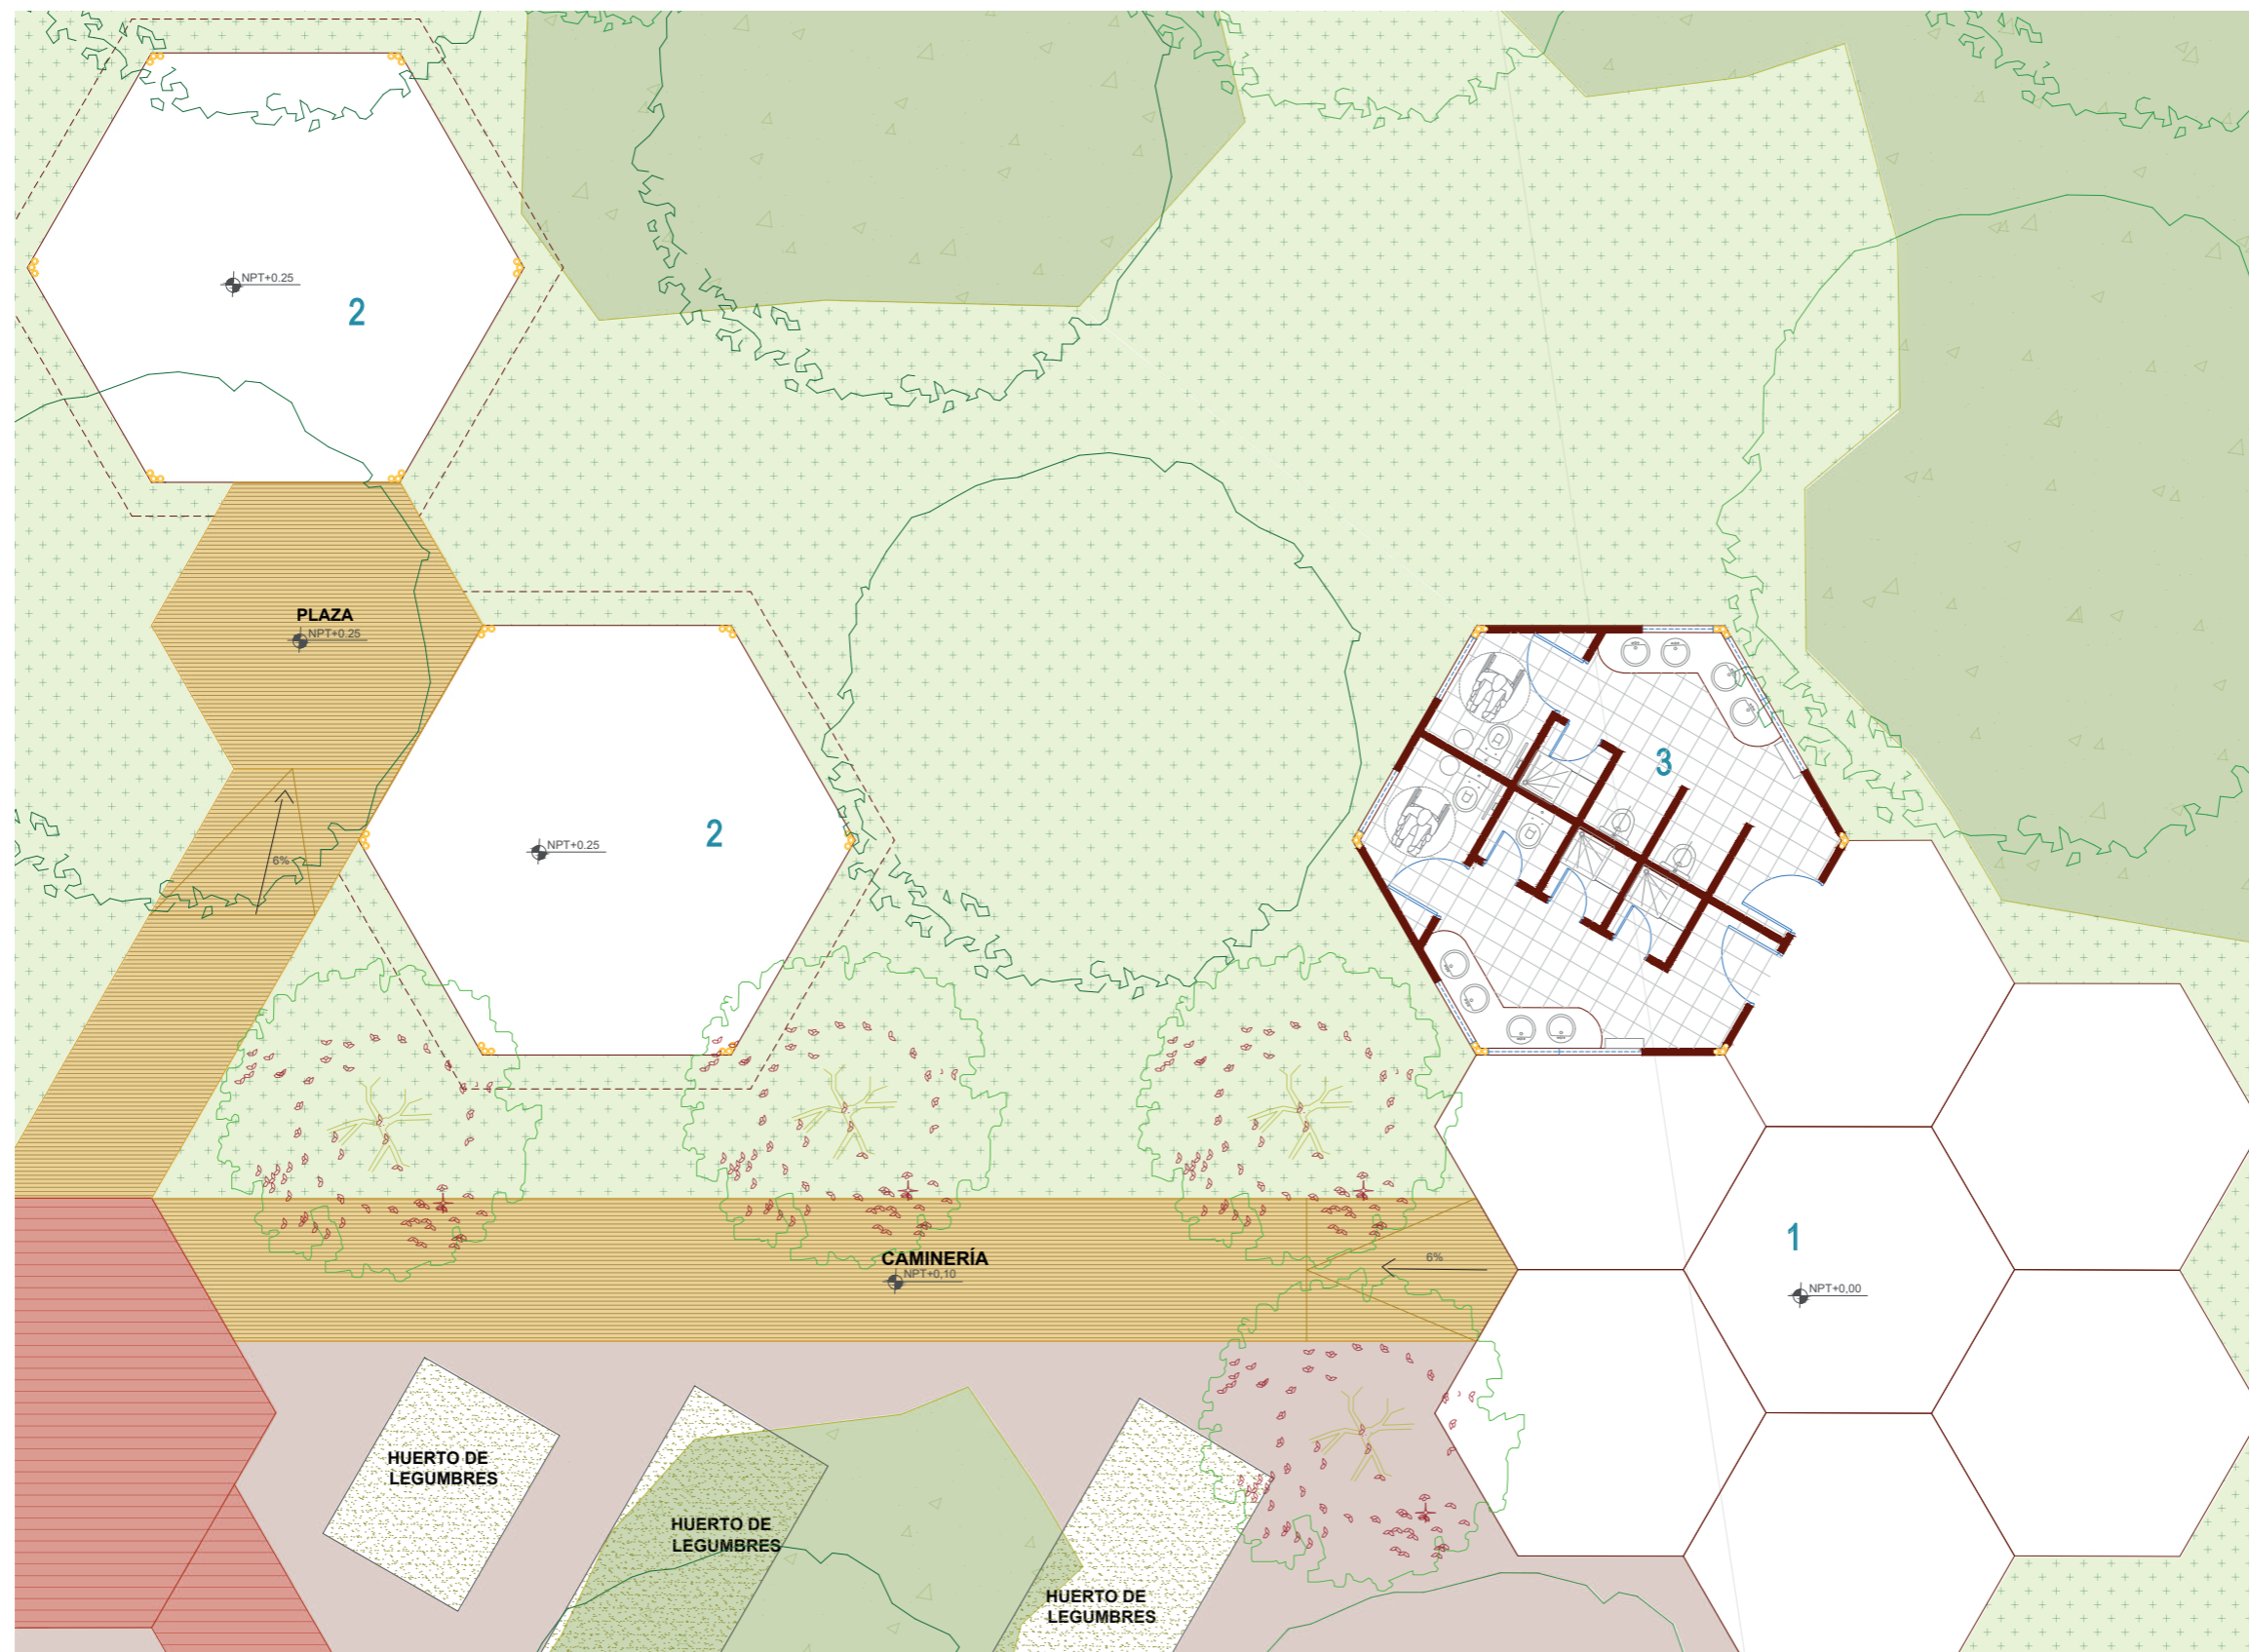 NPT+0.25
2
PLAZA
NPT+0.25
3
NPT+0.25
2
6%
1
CAMINERÍA
NPT+0,10
6%
NPT+0,00
HUERTO DE
LEGUMBRES
HUERTO DE
LEGUMBRES
HUERTO DE
LEGUMBRES